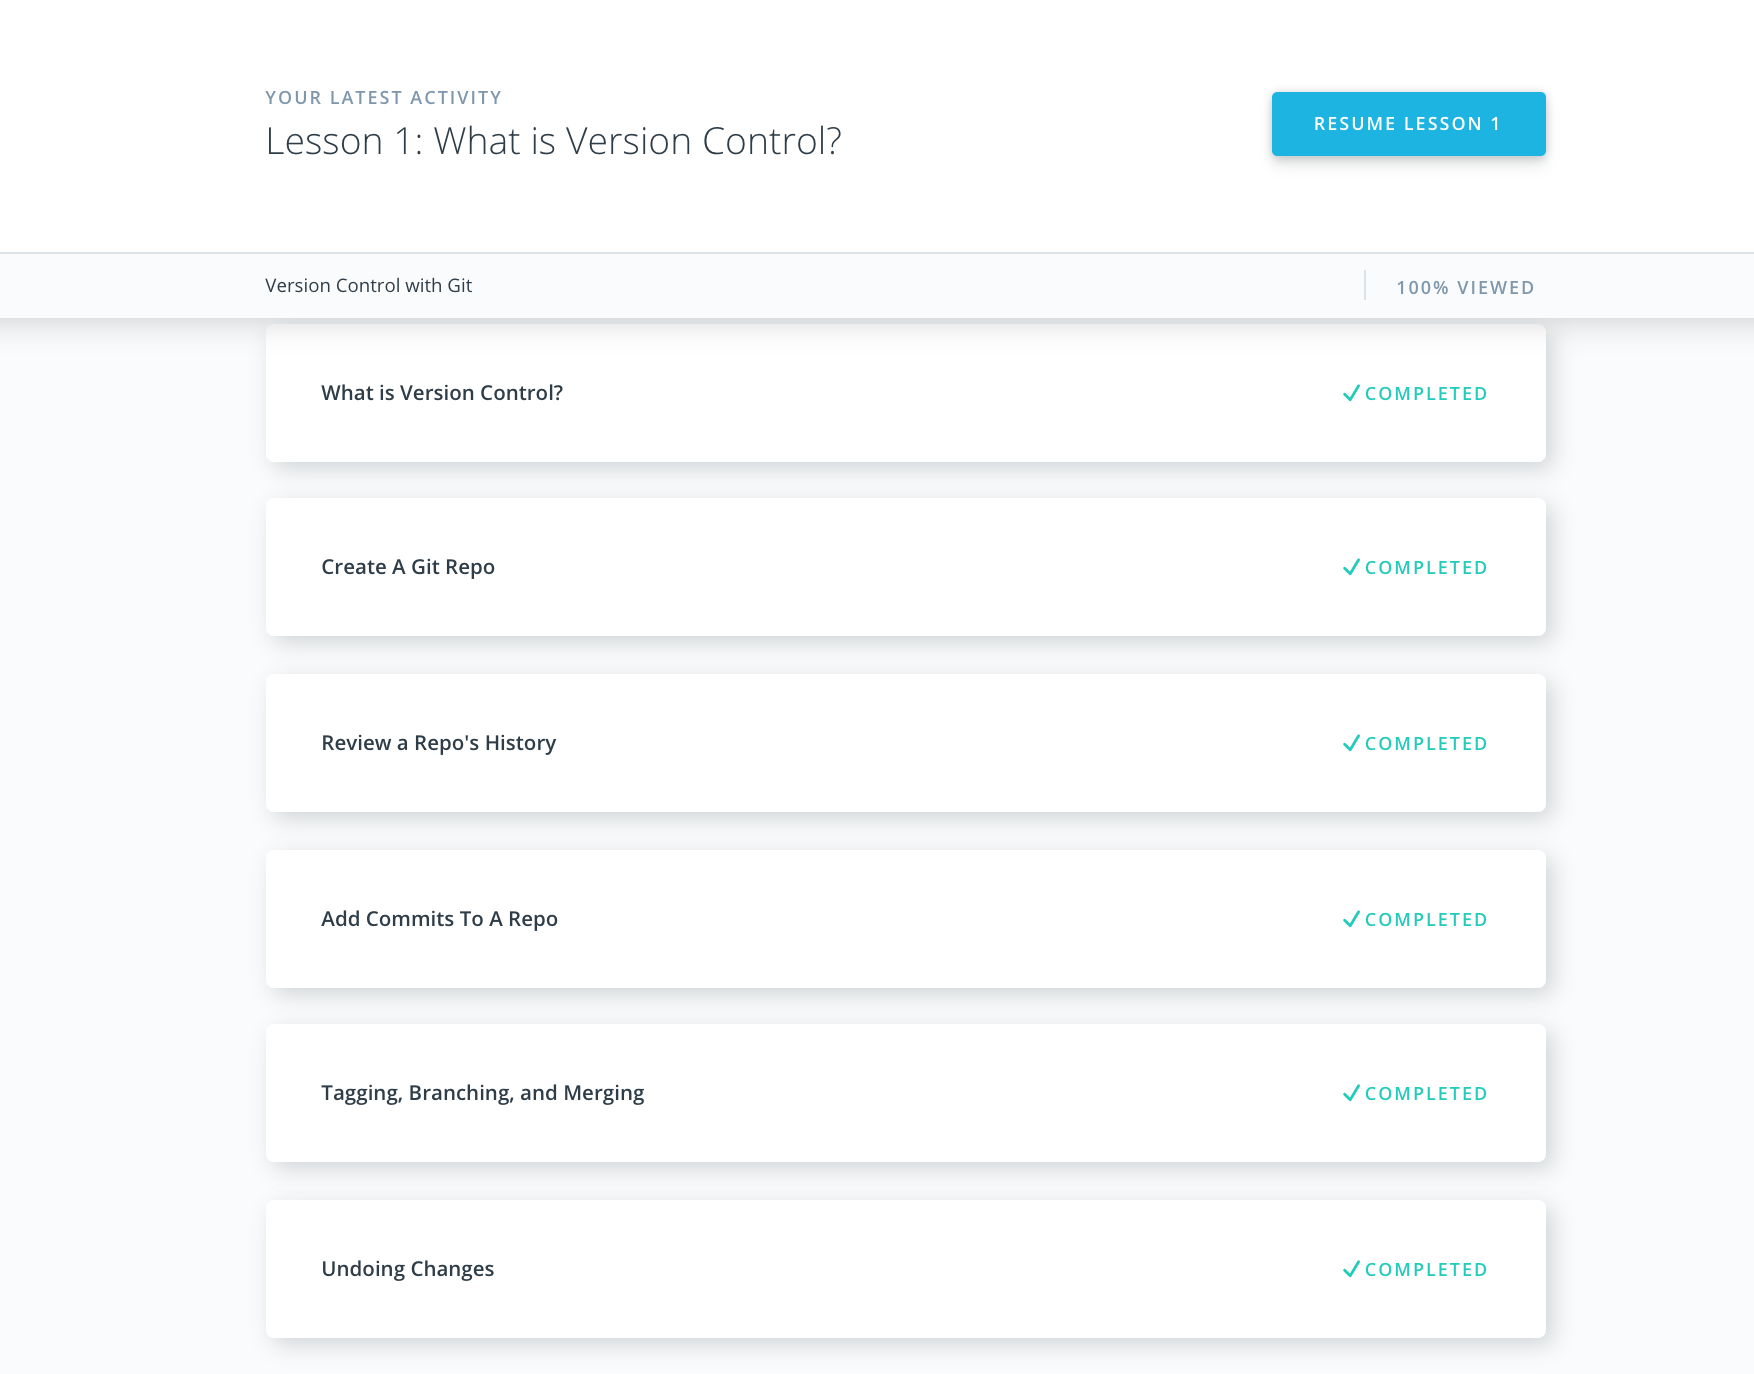 YOUR LATEST ACTIVITY
Lesson 1: What is Version Control?
RESUME LESSON 1
Version Control with Git
100% VIEWED
What is Version Control?
COMPLETED
Create A Git Repo
COMPLETED
Review a Repo's History
COMPLETED
Add Commits To A Repo
COMPLETED
Tagging, Branching, and Merging
COMPLETED
Undoing Changes
COMPLETED